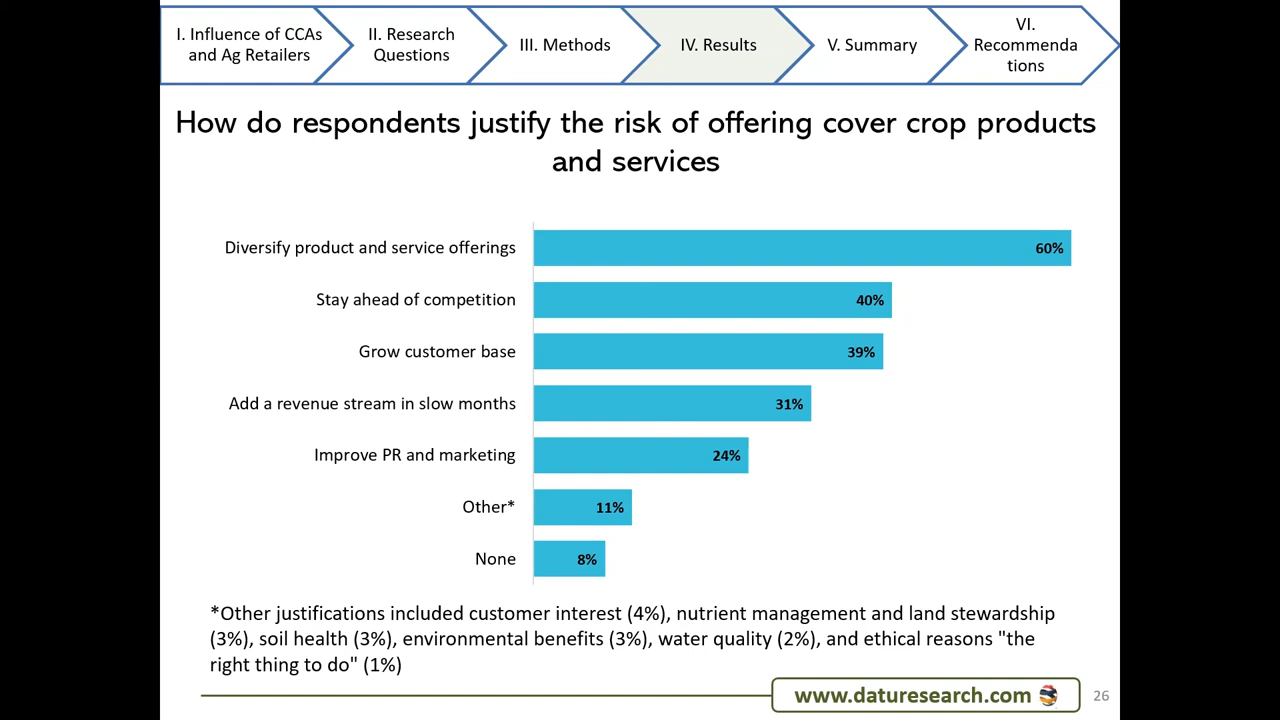 I. Influence of CCAs
and Ag Retailers
II. Research
Questions
III. Methods
IV. Results
V. Summary
VI.
Recommenda
tions
How do respondents justify the risk of offering cover crop products
and services
Diversify product and service offerings
60%
Stay ahead of competition
40%
Grow customer base
39%
Add a revenue stream in slow months
31%
Improve PR and marketing
24%
Other*
11%
None
8%
*Other justifications included customer interest (4%), nutrient management and land stewardship
(3%), soil health (3%), environmental benefits (3%), water quality (2%), and ethical reasons "the
right thing to do" (1%)
www.daturesearch.com
26